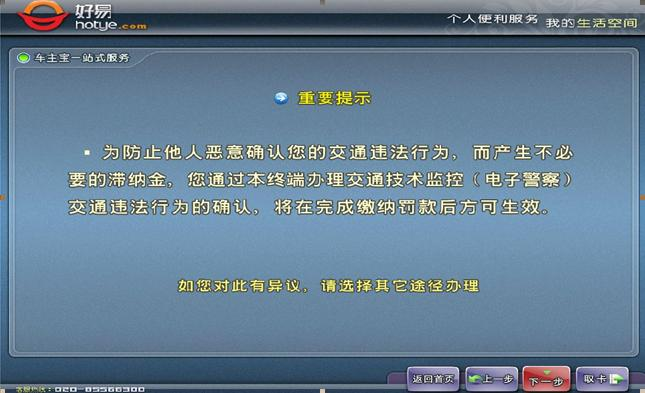 好易
hotye.com
个人便利服务 我的生活空间
车主宝一站式服务
重要提示
▪ 为防止他人恶意确认您的交通违法行为，而产生不必
要的滞纳金，您通过本终端办理交通技术监控（电子警察）
交通违法行为的确认，将在完成缴纳罚款后方可生效。
如您对此有异议，请选择其它途径办理
返回首页 上一步 下一步 取卡
客服热线：020-85566300